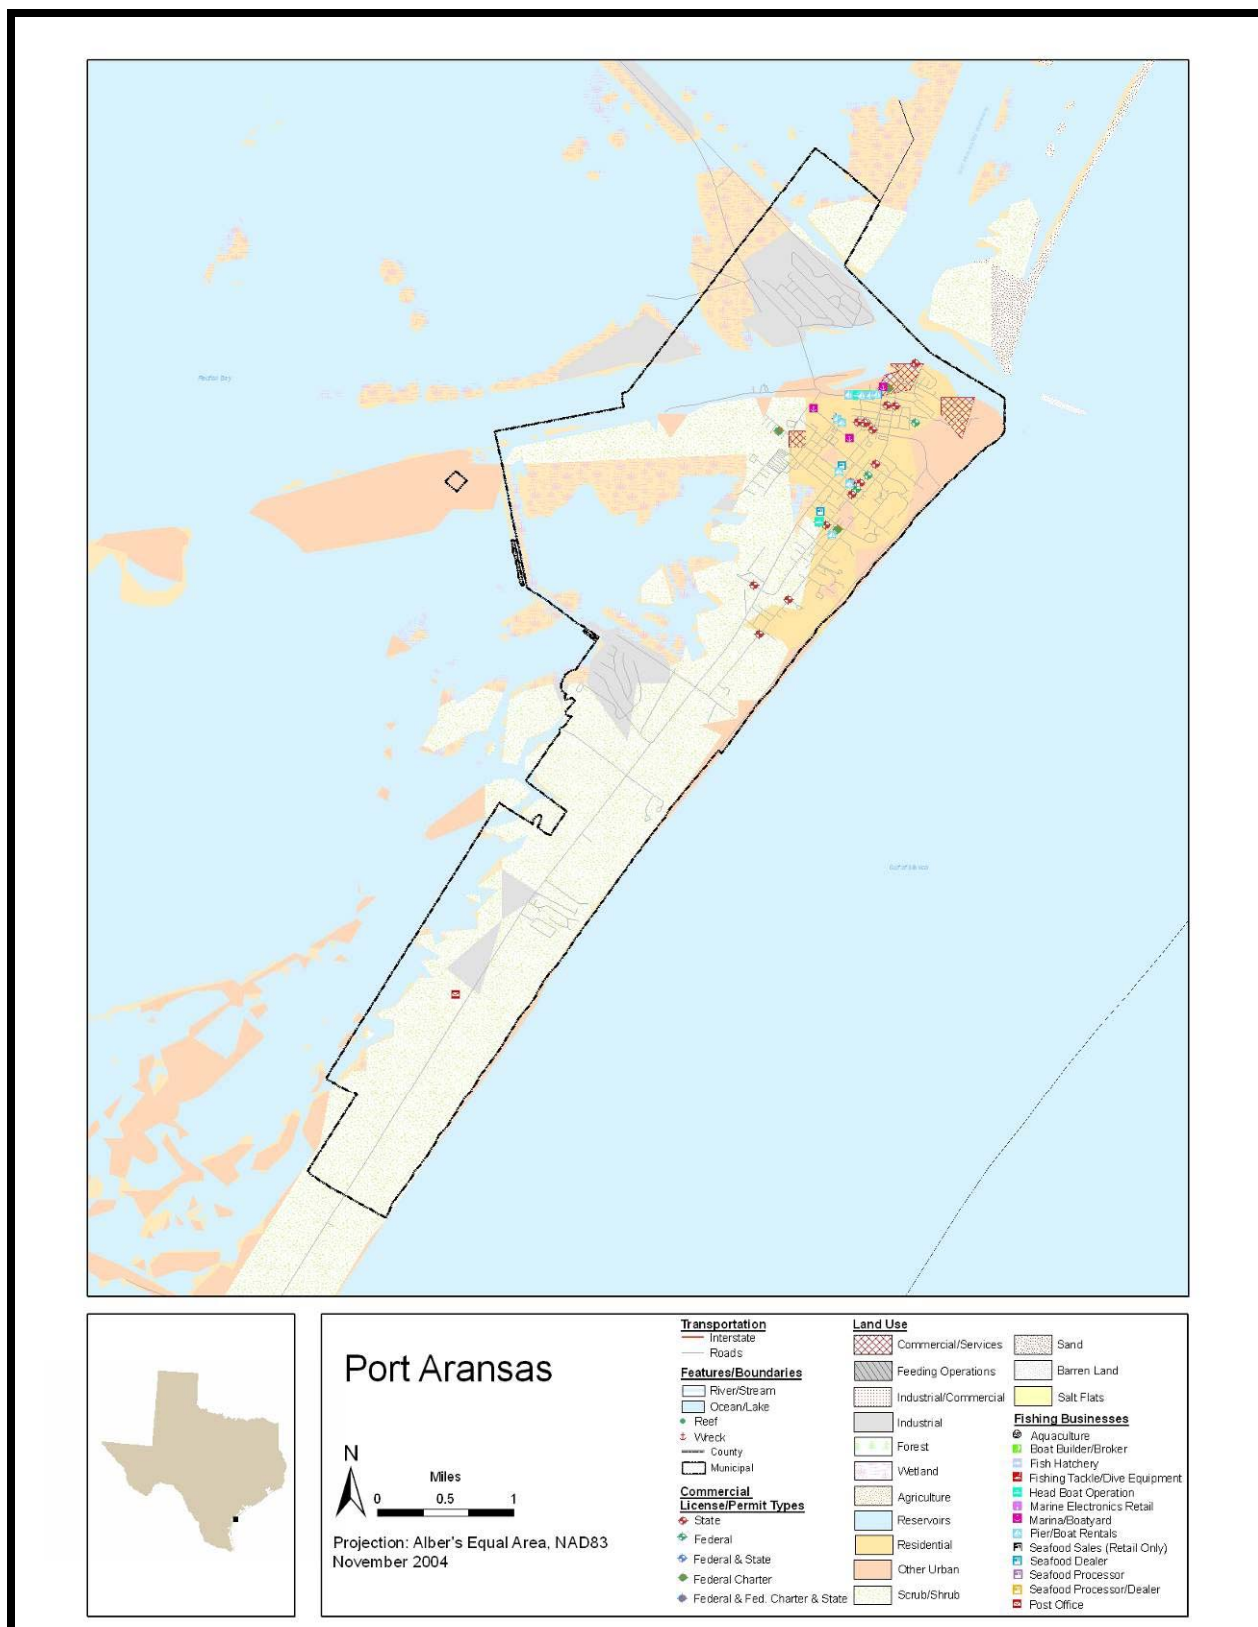 Redfish Bay
Gulf of Mexico
Port Aransas
N
Miles
0 0.5 1
Projection: Alber's Equal Area, NAD83
November 2004
Transportation
Interstate
Roads
Features/Boundaries
River/Stream
Ocean/Lake
Reef
Wreck
County
Municipal
Commercial
License/Permit Types
State
Federal
Federal & State
Federal Charter
Federal & Fed. Charter & State
Land Use
Commercial/Services
Feeding Operations
Industrial/Commercial
Industrial
Forest
Wetland
Agriculture
Reservoirs
Residential
Other Urban
Scrub/Shrub
Sand
Barren Land
Salt Flats
Fishing Businesses
Aquaculture
Boat Builder/Broker
Fish Hatchery
Fishing Tackle/Dive Equipment
Head Boat Operation
Marine Electronics Retail
Marina/Boatyard
Pier/Boat Rentals
Seafood Sales (Retail Only)
Seafood Dealer
Seafood Processor
Seafood Processor/Dealer
Post Office